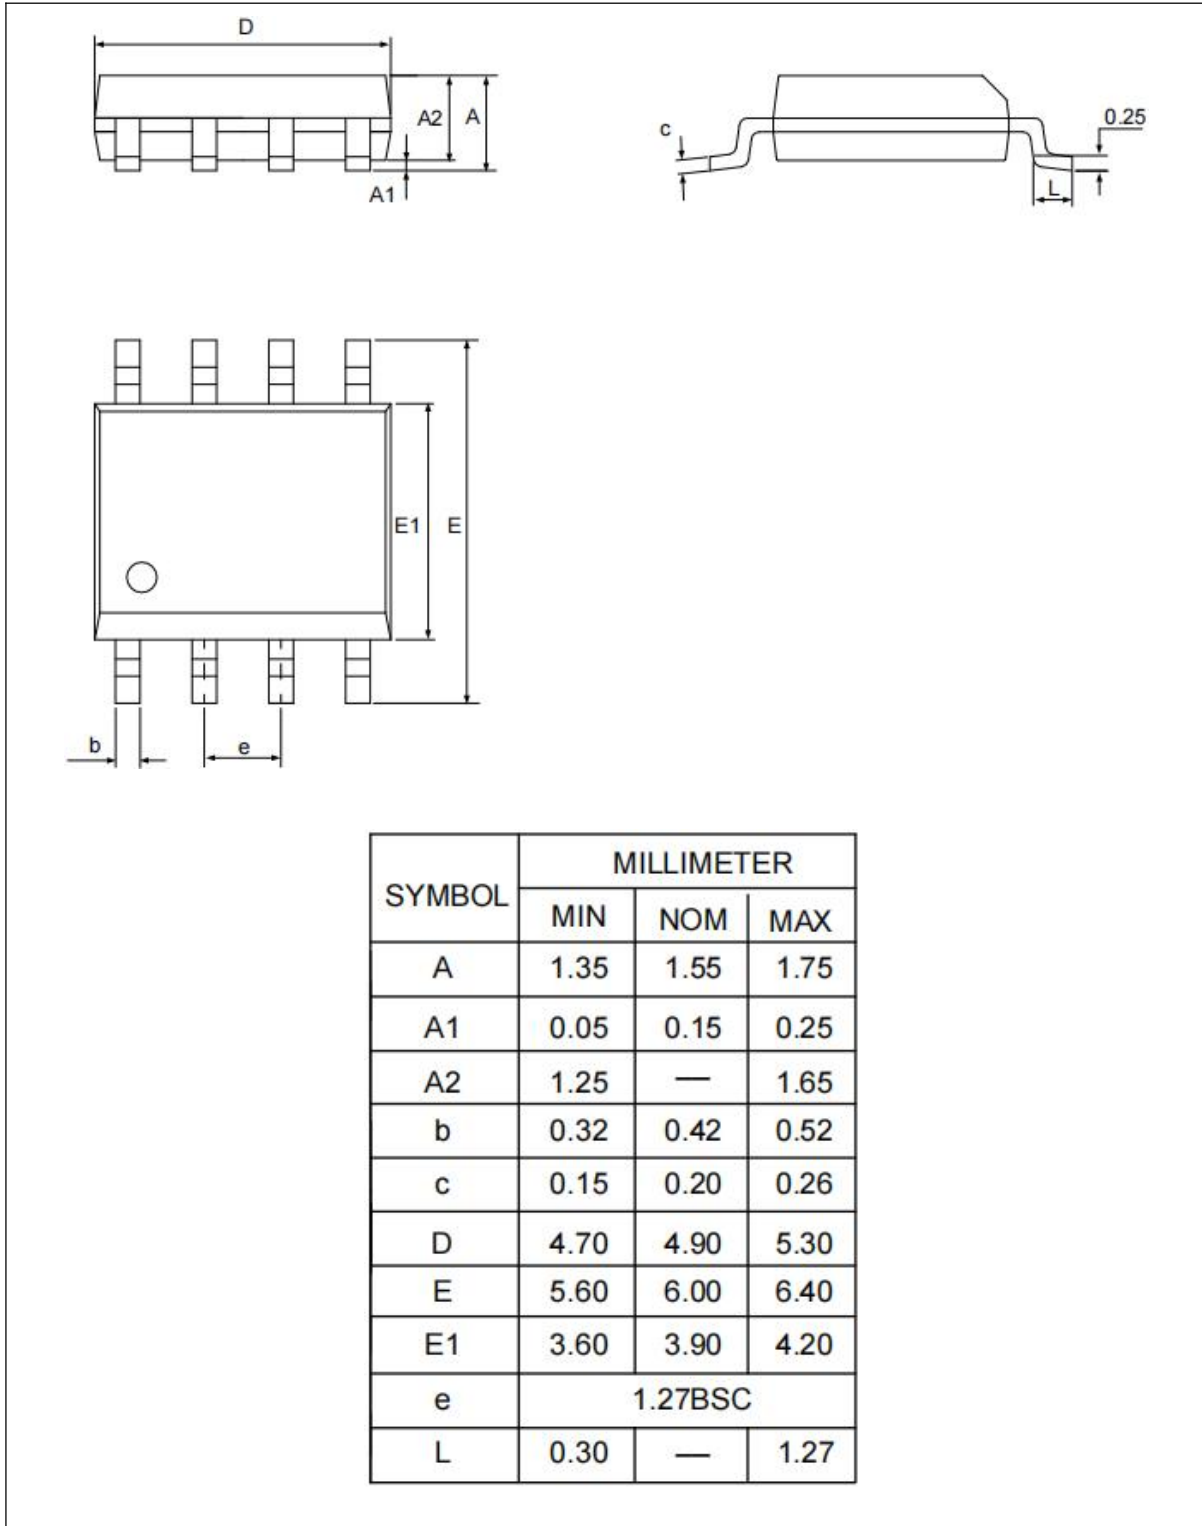 D
A2 A
A1
c
0.25
L
E1 E
b e
SYMBOL MILLIMETER
MIN NOM MAX
A 1.35 1.55 1.75
A1 0.05 0.15 0.25
A2 1.25 — 1.65
b 0.32 0.42 0.52
c 0.15 0.20 0.26
D 4.70 4.90 5.30
E 5.60 6.00 6.40
E1 3.60 3.90 4.20
e 1.27BSC
L 0.30 — 1.27